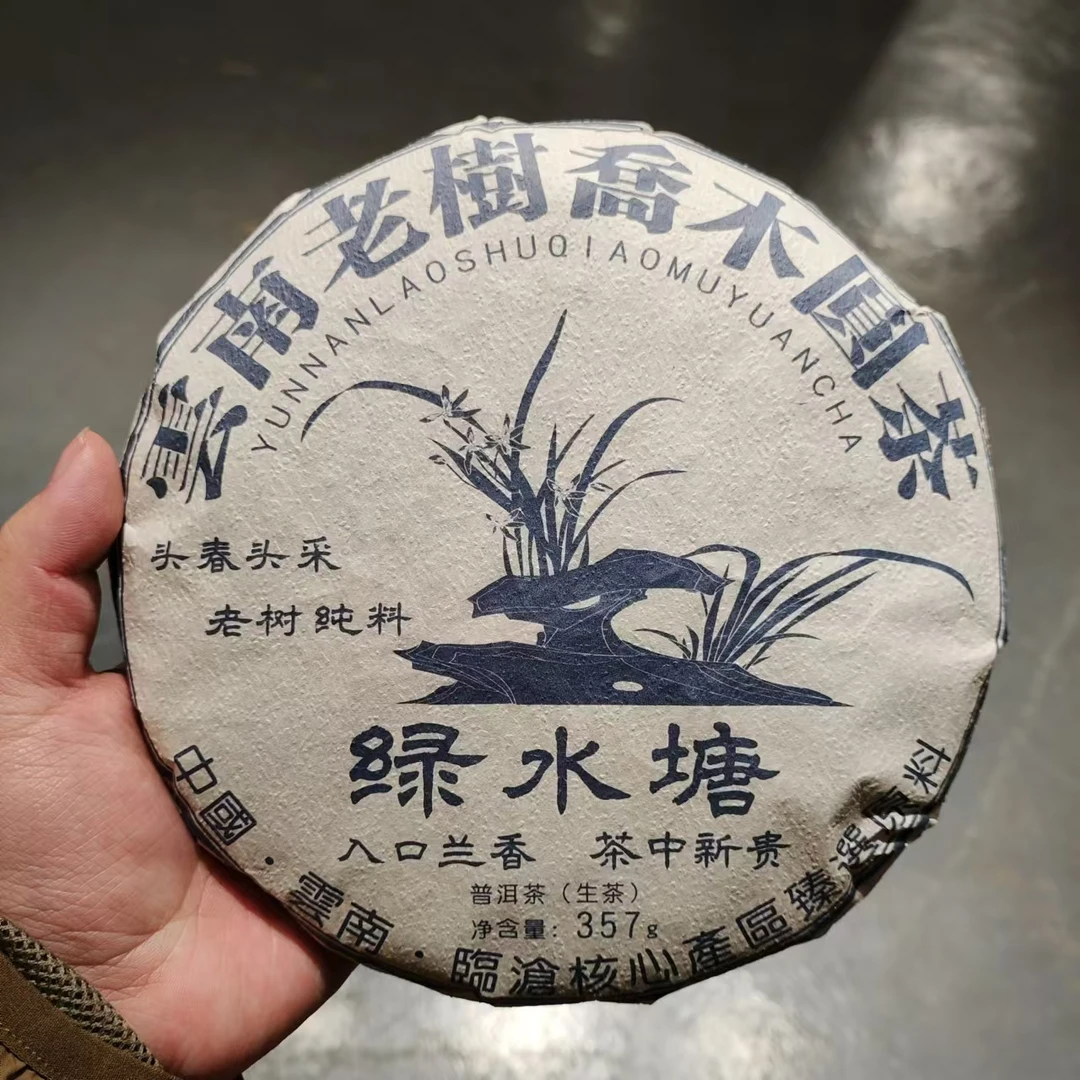 雲南老樹喬木圓茶
YUNNANLAOSHUQIAOMUYUANCHA
头春头采
老树纯料
绿水塘
入口兰香 茶中新贵
普洱茶（生茶）
净含量：357g
中國·雲南·臨滄核心產區臻選原料